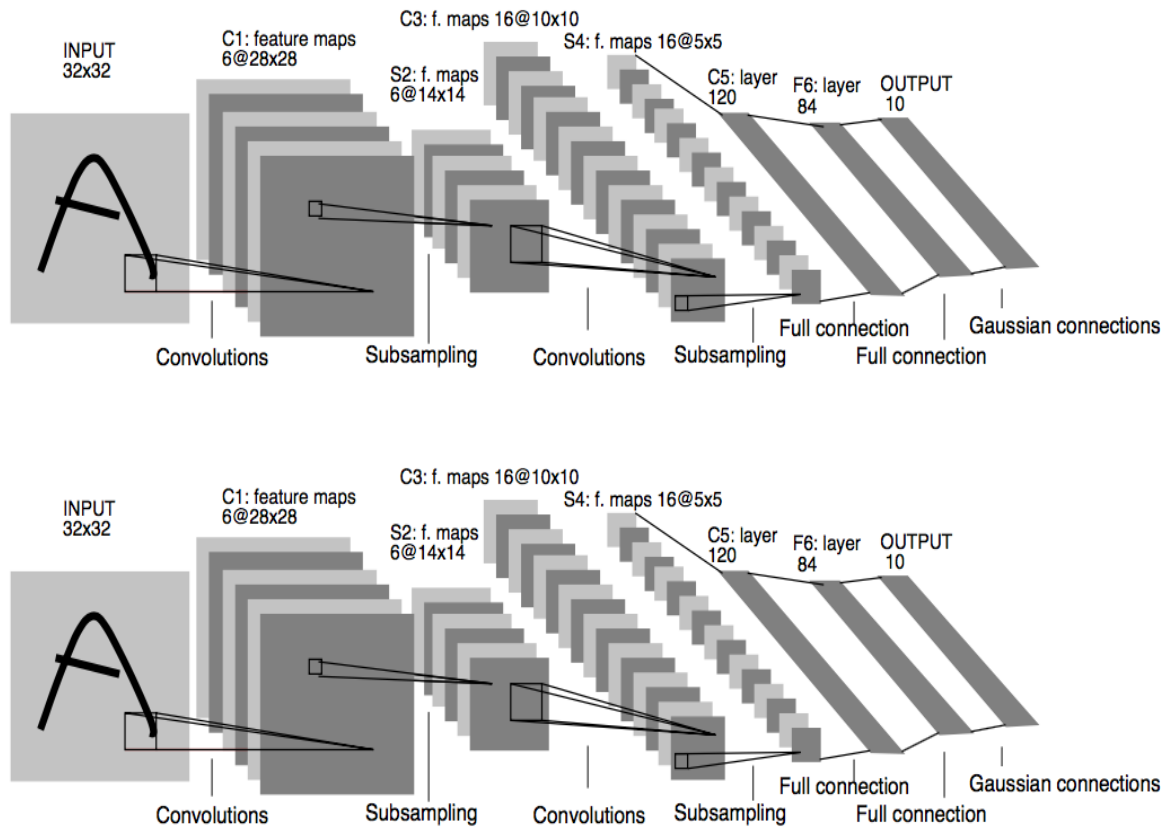 C3: f. maps 16@10x10
INPUT
32x32
C1: feature maps
6@28x28
S2: f. maps
6@14x14
S4: f. maps 16@5x5
C5: layer
120
F6: layer
84
OUTPUT
10
Convolutions
Subsampling
Convolutions
Subsampling
Full connection
Full connection
Gaussian connections
C3: f. maps 16@10x10
INPUT
32x32
C1: feature maps
6@28x28
S2: f. maps
6@14x14
S4: f. maps 16@5x5
C5: layer
120
F6: layer
84
OUTPUT
10
Convolutions
Subsampling
Convolutions
Subsampling
Full connection
Full connection
Gaussian connections